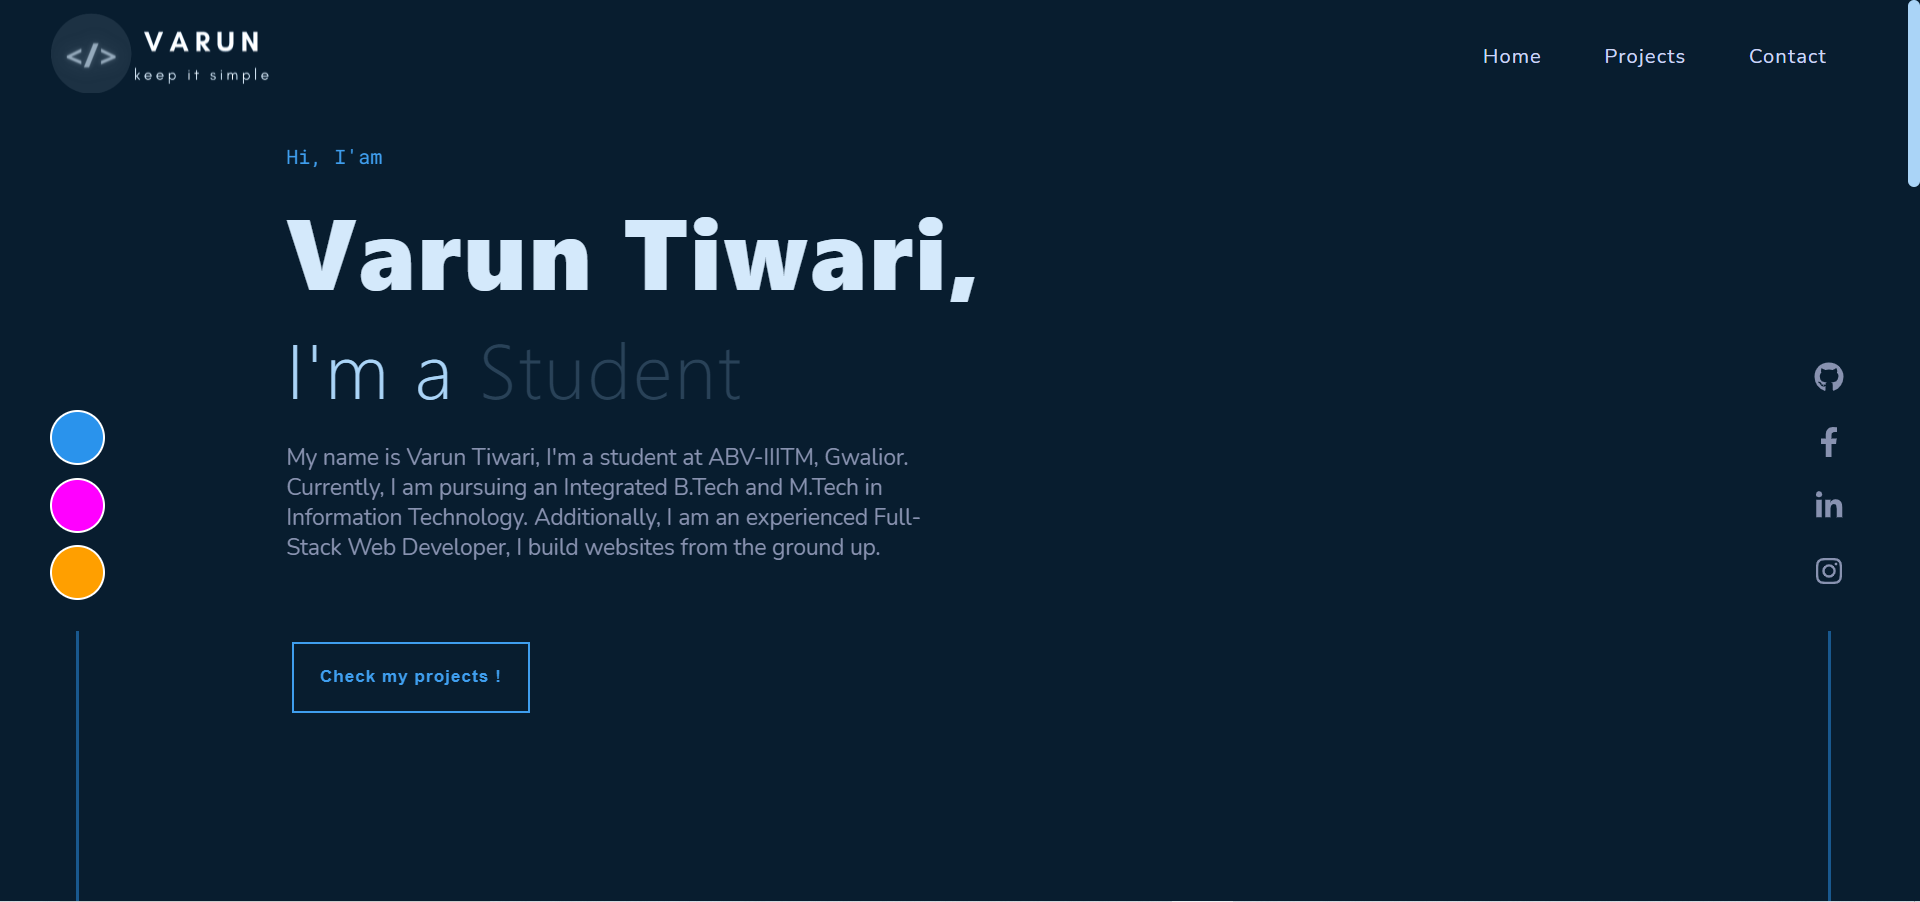 </>
VARUN
keep it simple
Home Projects Contact
Hi, I'am
Varun Tiwari,
I'm a Student
My name is Varun Tiwari, I'm a student at ABV-IIITM, Gwalior.
Currently, I am pursuing an Integrated B.Tech and M.Tech in
Information Technology. Additionally, I am an experienced Full-
Stack Web Developer, I build websites from the ground up.
Check my projects !